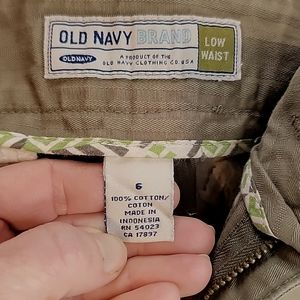 OLD NAVY BRAND
LOW
WAIST
OLD NAVY
A PRODUCT OF THE
OLD NAVY CLOTHING CO. USA
6
100% COTTON/
COTON
MADE IN
INDONESIA
RN 54023
CA 17897